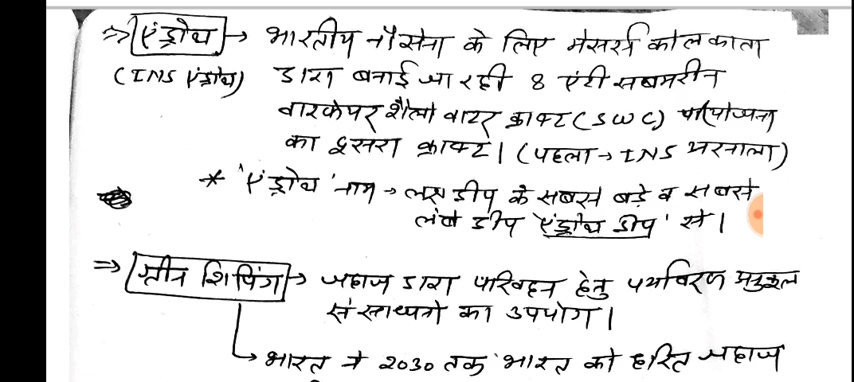 ⇒ एंड्रोथ → भारतीय नौसेना के लिए मेसर्स कोलकाता
(INS एंड्रोथ) द्वारा बनाई जा रही 8 एंटी सबमरीन
वारफेयर शैलो वाटर क्राफ्ट (SWC) परियोजना
का दूसरा क्राफ्ट। (पहला → INS अरनाला)
* 'एंड्रोथ' नाम → लक्ष द्वीप के सबसे बड़े व सबसे
लंबे द्वीप 'एंड्रोथ द्वीप' से।
⇒ ग्रीन शिपिंग → जहाज द्वारा परिवहन हेतु पर्यावरण अनुकूल
संसाधनों का उपयोग।
→ भारत ने 2030 तक भारत को हरित जहाज